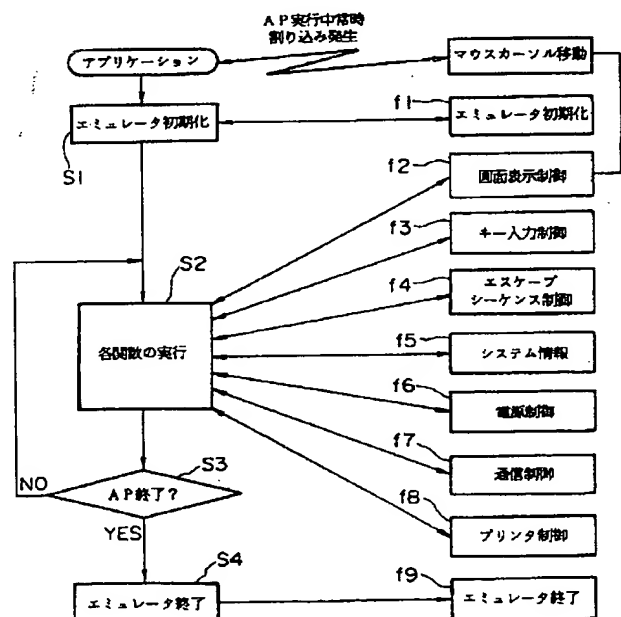 AP実行中常時
割り込み発生
アプリケーション
マウスカーソル移動
エミュレータ初期化
S1
f1
エミュレータ初期化
f2
画面表示制御
f3
キー入力制御
S2
各関数の実行
f4
エスケープ
シーケンス制御
f5
システム情報
f6
電源制御
f7
通信制御
f8
プリンタ制御
S3
AP終了?
NO
YES
S4
エミュレータ終了
f9
エミュレータ終了